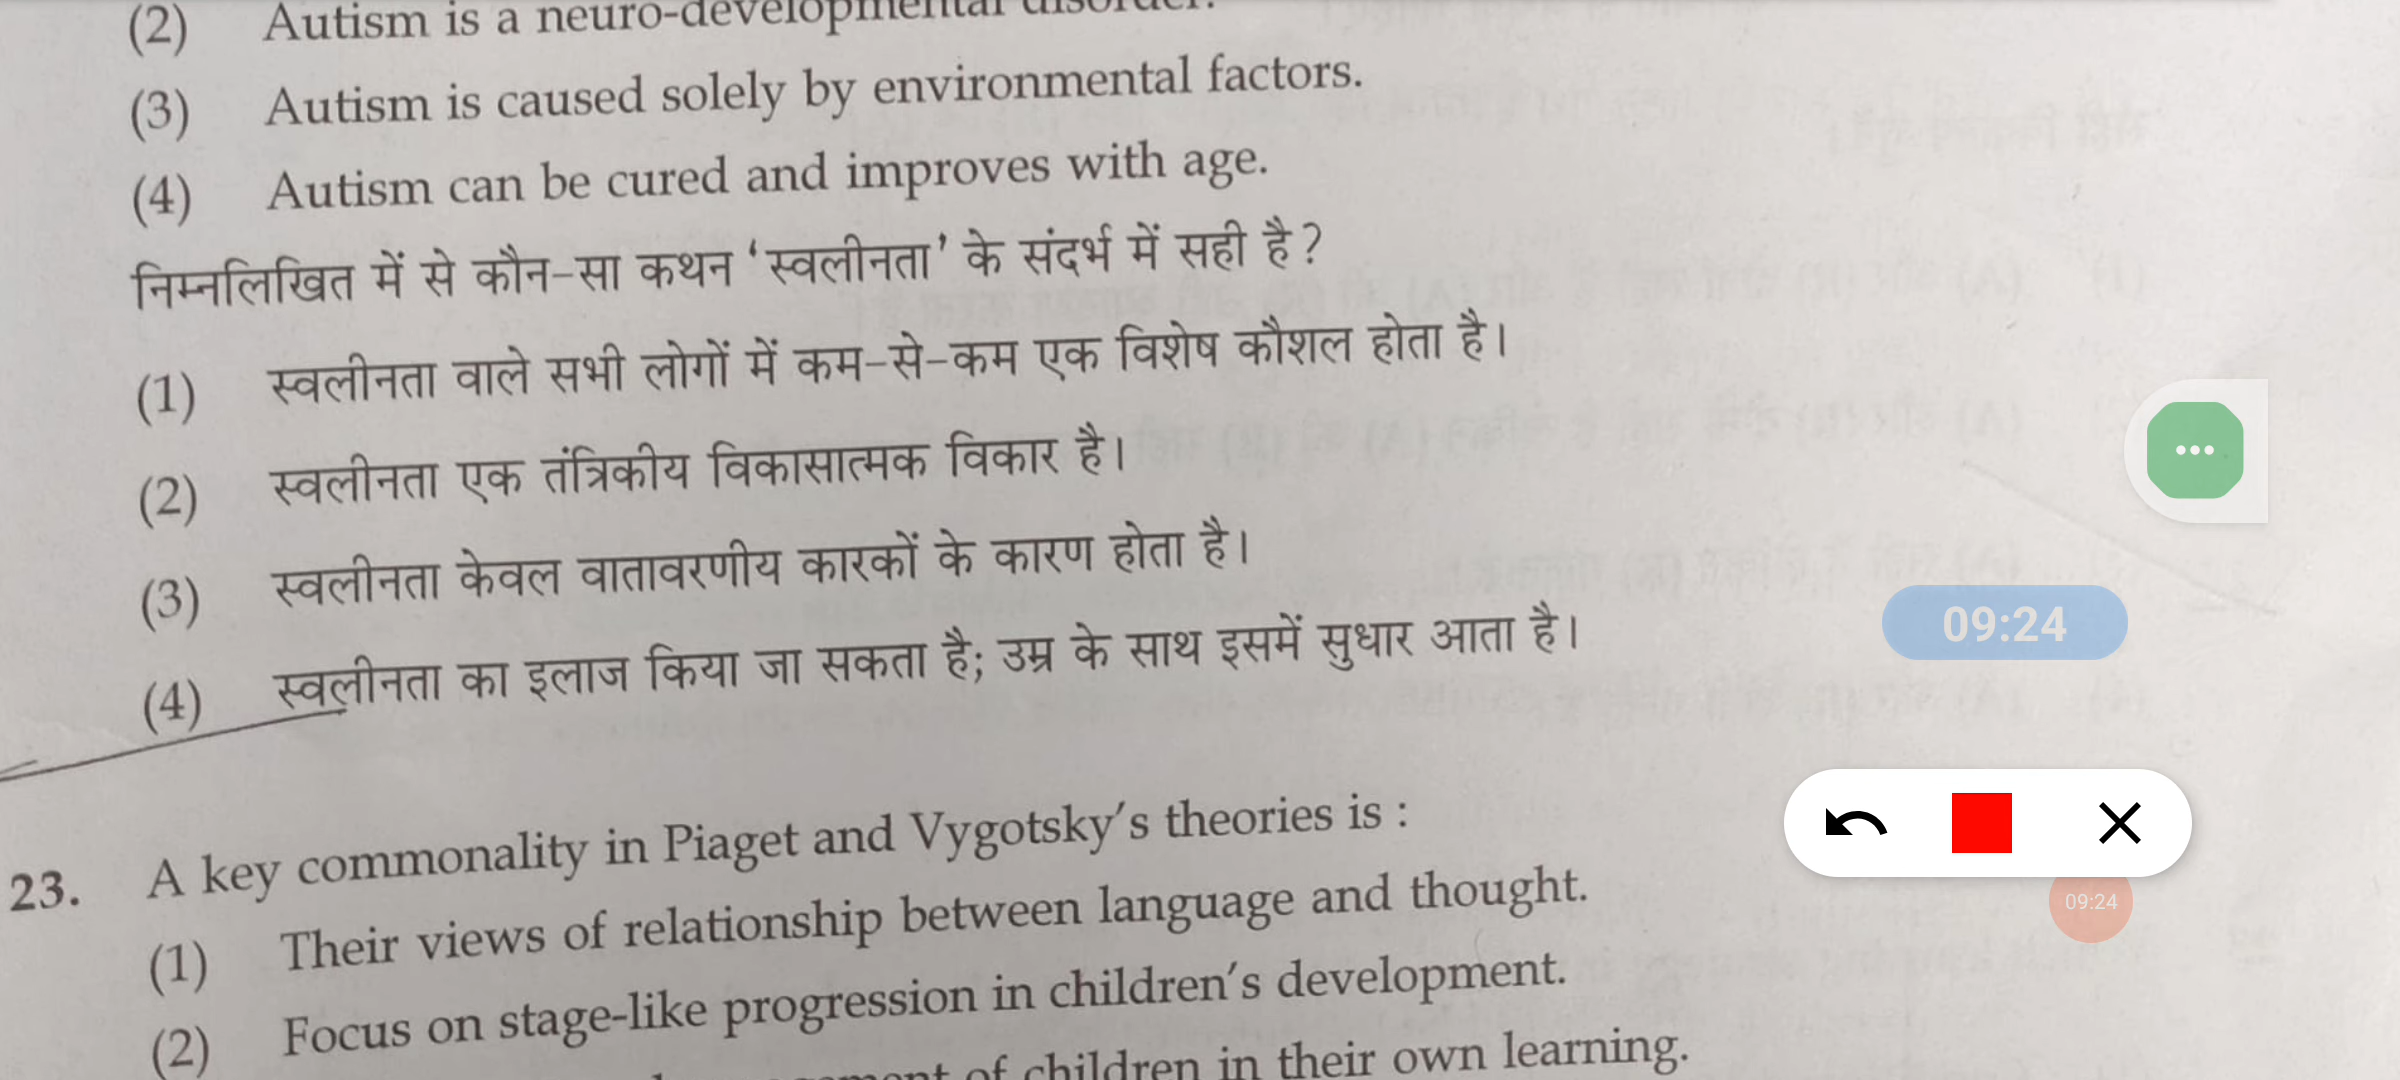 (2) Autism is a neuro-developmental disorder.
(3) Autism is caused solely by environmental factors.
(4) Autism can be cured and improves with age.
निम्नलिखित में से कौन-सा कथन ‘स्वलीनता’ के संदर्भ में सही है?
(1) स्वलीनता वाले सभी लोगों में कम-से-कम एक विशेष कौशल होता है।
(2) स्वलीनता एक तंत्रिकीय विकासात्मक विकार है।
(3) स्वलीनता केवल वातावरणीय कारकों के कारण होता है।
(4) स्वलीनता का इलाज किया जा सकता है; उम्र के साथ इसमें सुधार आता है।
09:24
09:24
23. A key commonality in Piaget and Vygotsky’s theories is :
(1) Their views of relationship between language and thought.
(2) Focus on stage-like progression in children’s development.
of children in their own learning.